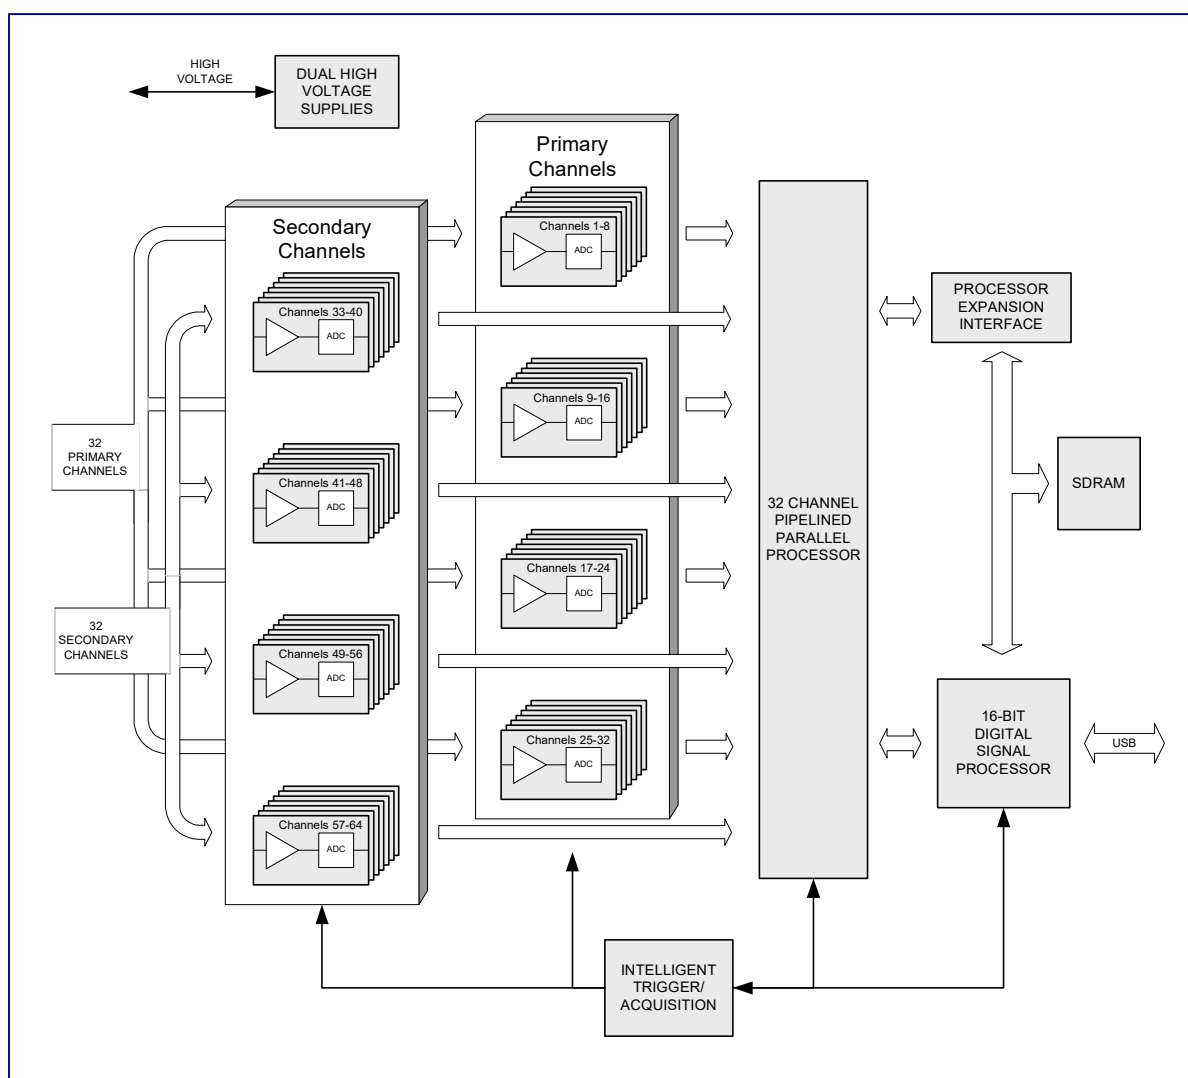 HIGH
VOLTAGE
DUAL HIGH
VOLTAGE
SUPPLIES
Primary
Channels
Channels 1-8
ADC
Secondary
Channels
Channels 33-40
ADC
PROCESSOR
EXPANSION
INTERFACE
Channels 9-16
ADC
32
PRIMARY
CHANNELS
Channels 41-48
ADC
SDRAM
32 CHANNEL
PIPELINED
PARALLEL
PROCESSOR
Channels 17-24
ADC
32
SECONDARY
CHANNELS
Channels 49-56
ADC
Channels 25-32
ADC
16-BIT
DIGITAL
SIGNAL
PROCESSOR
USB
Channels 57-64
ADC
INTELLIGENT
TRIGGER/
ACQUISITION